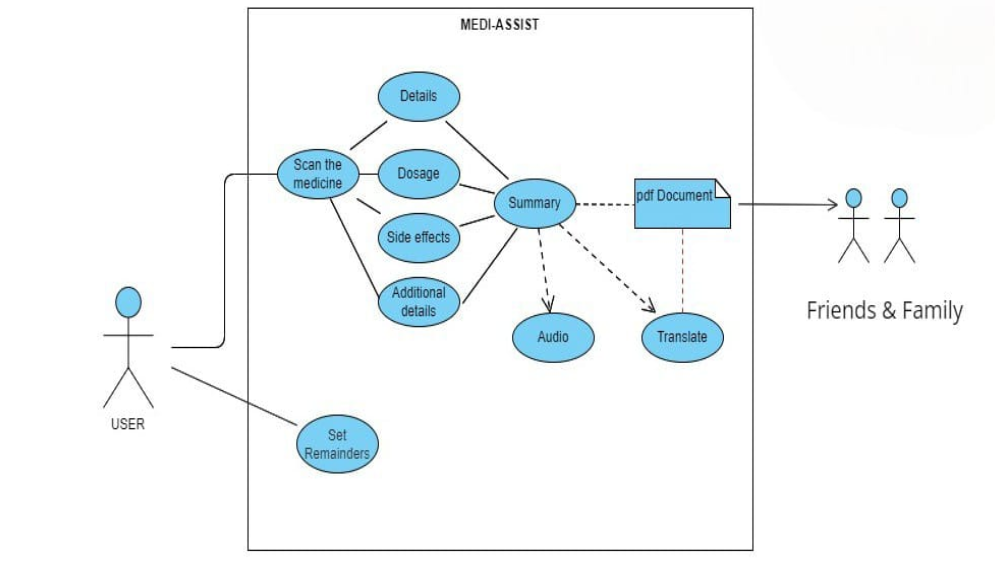 MEDI-ASSIST
Details
Scan the
medicine
Dosage
Summary
pdf Document
Side effects
Additional
details
Friends & Family
Audio
Translate
USER
Set
Remainders